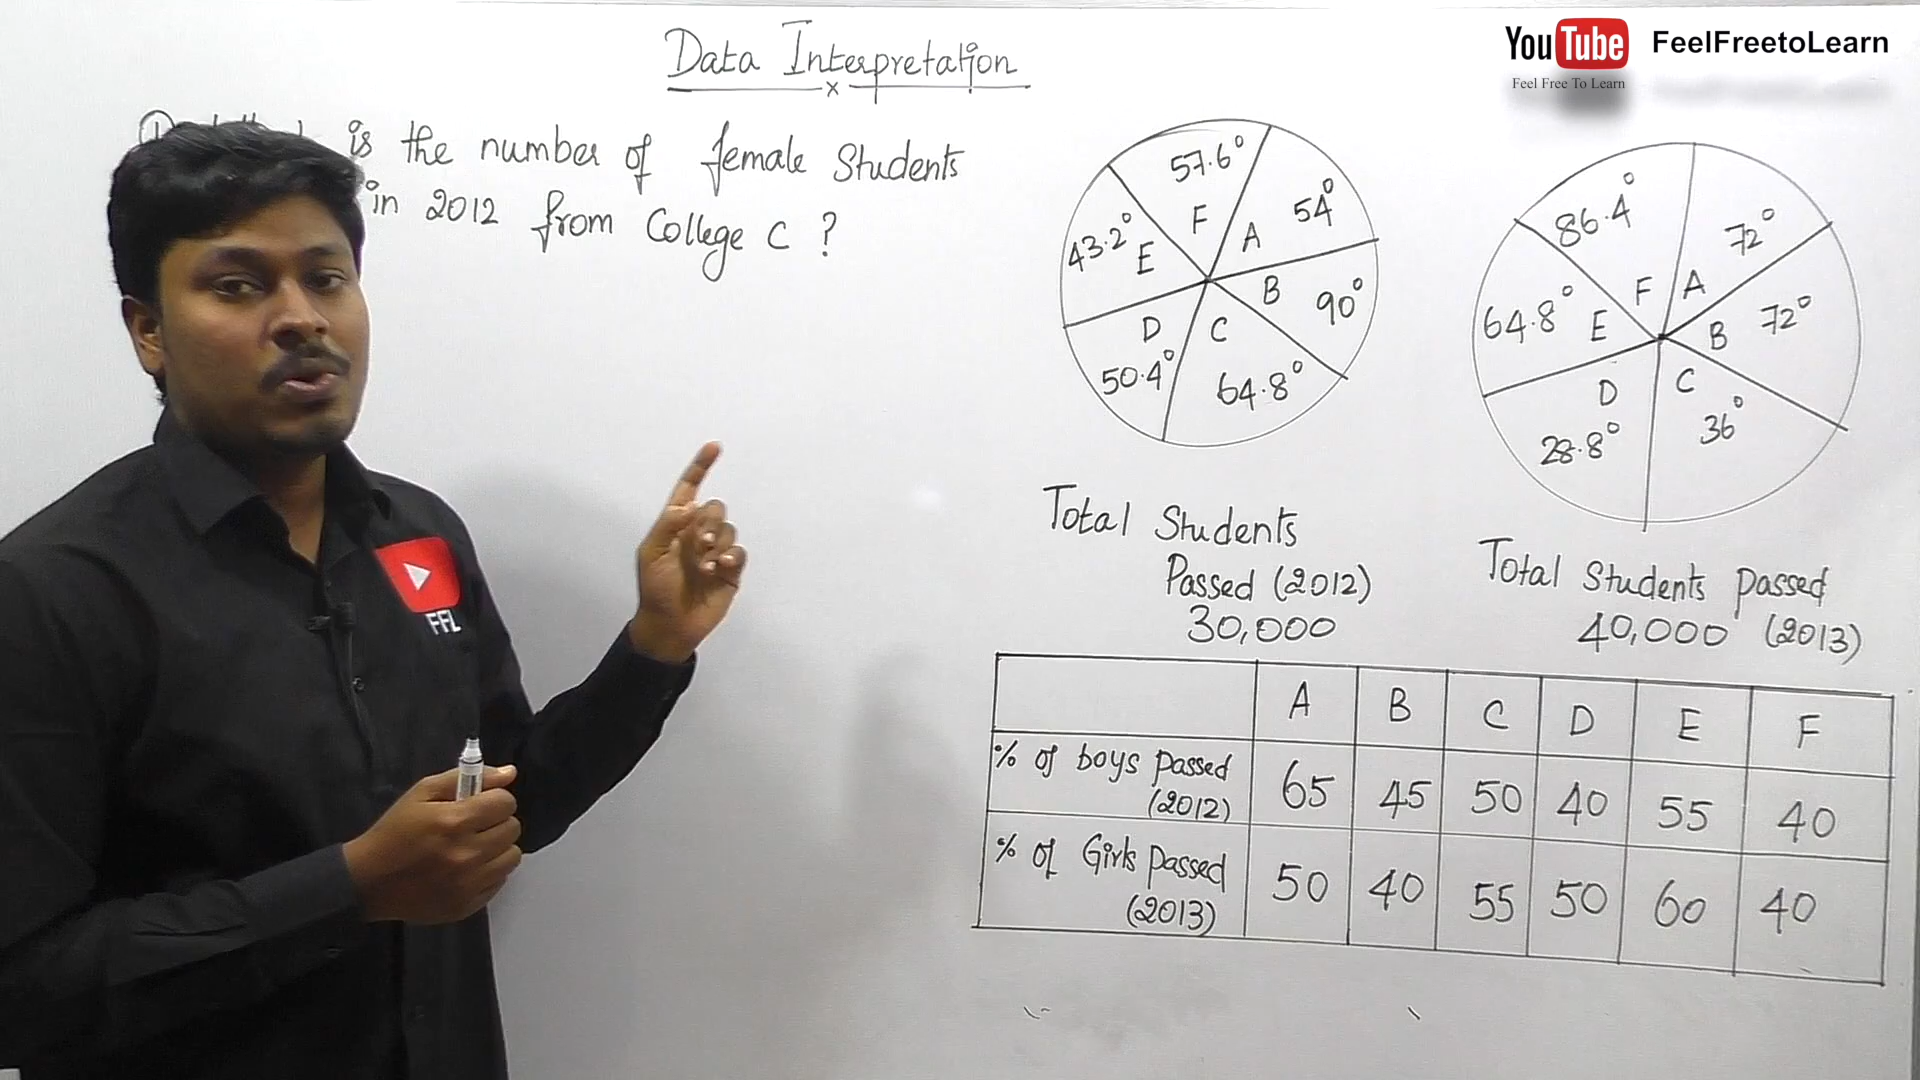 YouTube FeelFreetoLearn
Feel Free To Learn
Data Interpretation
x
is the number of female Students
in 2012 from College C ?
57.6°
F
54°
A
43.2°
E
B
90°
D
C
50.4°
64.8°
86.4°
72°
F
A
64.8°
E
B
72°
D
C
28.8°
36°
Total Students
Passed (2012)
30,000
Total Students passed
40,000 (2013)
A B C D E F
% of boys passed
(2012)
65 45 50 40 55 40
% of Girls passed
(2013)
50 40 55 50 60 40
FFL